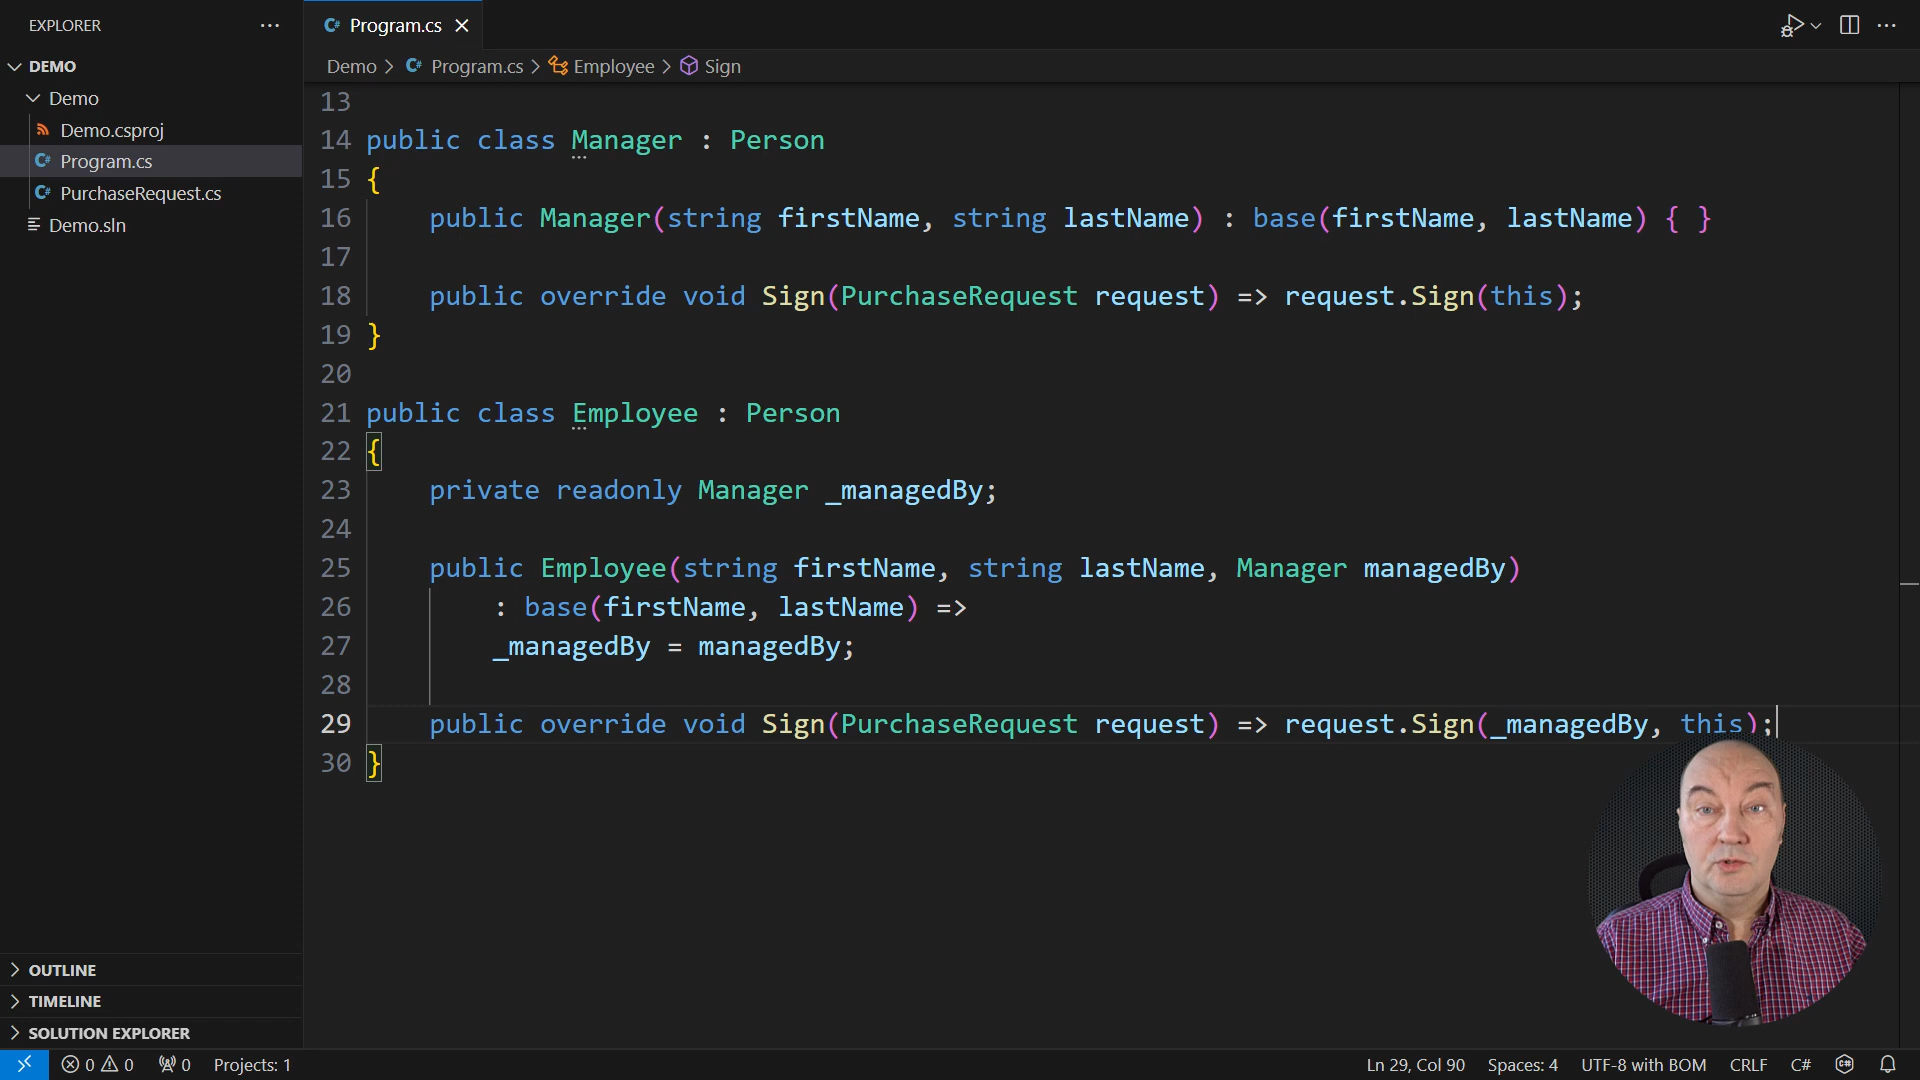 EXPLORER
DEMO
Demo
Demo.csproj
C# Program.cs
C# PurchaseRequest.cs
Demo.sln
OUTLINE
TIMELINE
SOLUTION EXPLORER
C# Program.cs
Demo > C# Program.cs > Employee > Sign
13
14 public class Manager : Person
15 {
16     public Manager(string firstName, string lastName) : base(firstName, lastName) { }
17
18     public override void Sign(PurchaseRequest request) => request.Sign(this);
19 }
20
21 public class Employee : Person
22 {
23     private readonly Manager _managedBy;
24
25     public Employee(string firstName, string lastName, Manager managedBy)
26         : base(firstName, lastName) =>
27         _managedBy = managedBy;
28
29     public override void Sign(PurchaseRequest request) => request.Sign(_managedBy, this);
30 }
0 0 0 Projects: 1 Ln 29, Col 90 Spaces: 4 UTF-8 with BOM CRLF C#